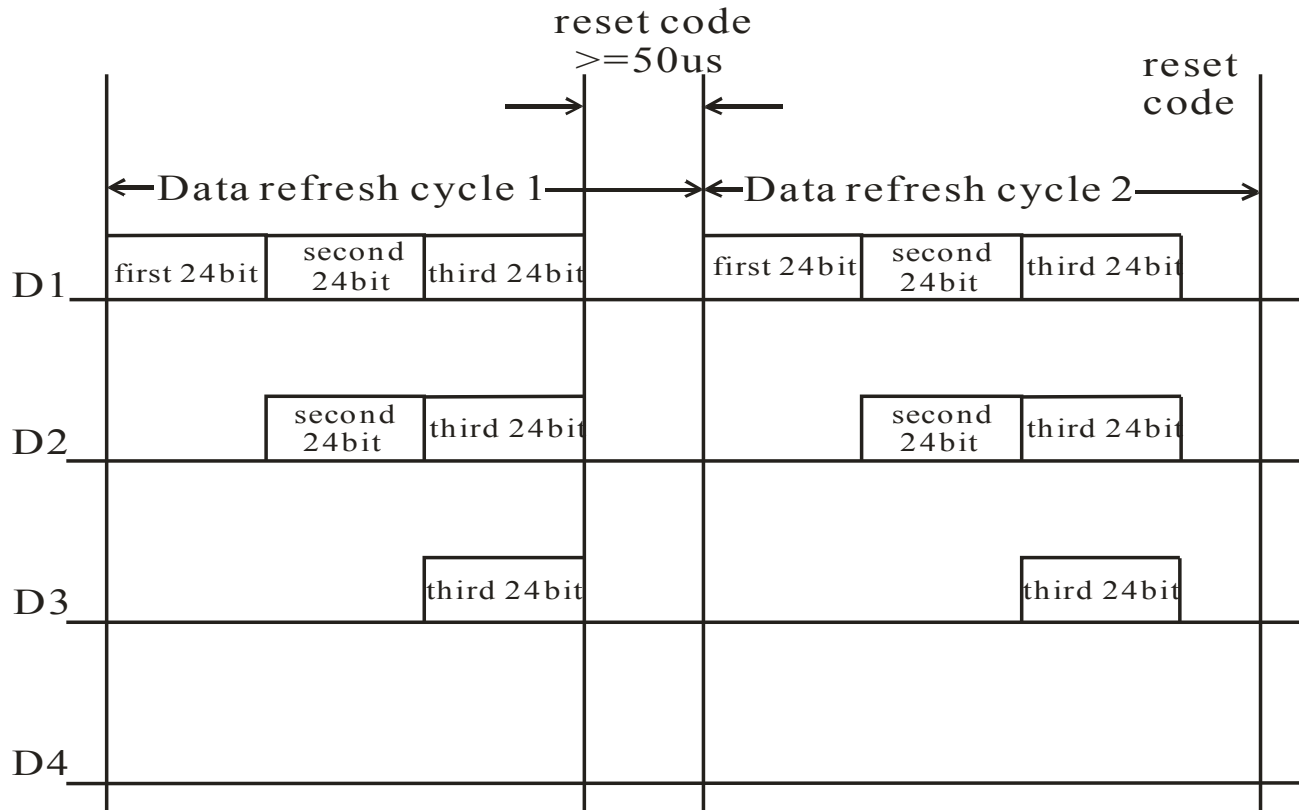 reset code
>=50us
reset
code
Data refresh cycle 1
Data refresh cycle 2
D1
first 24bit
second
24bit
third 24bit
first 24bit
second
24bit
third 24bit
D2
second
24bit
third 24bit
second
24bit
third 24bit
D3
third 24bit
third 24bit
D4